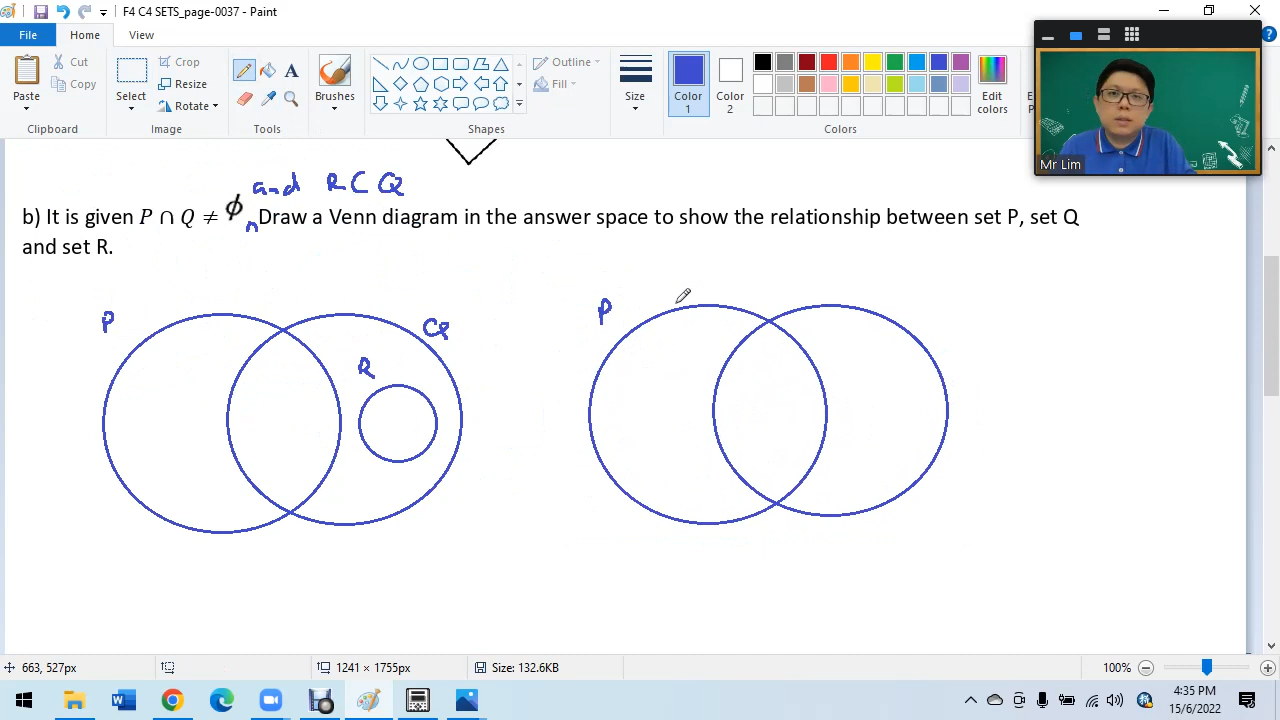 F4 C4 SETS_page-0037 - Paint
File Home View
Paste Cut Copy Clipboard
Select Crop Resize Rotate Image
A Tools
Brushes
Outline Fill Shapes
Size
Color 1 Color 2 Edit colors Colors
Mr Lim
and R ⊂ Q
b) It is given P ∩ Q ≠ ϕ Draw a Venn diagram in the answer space to show the relationship between set P, set Q
and set R.
P Q R
P
663, 527px 1241 × 1755px Size: 132.6KB 100%
4:35 PM
15/6/2022